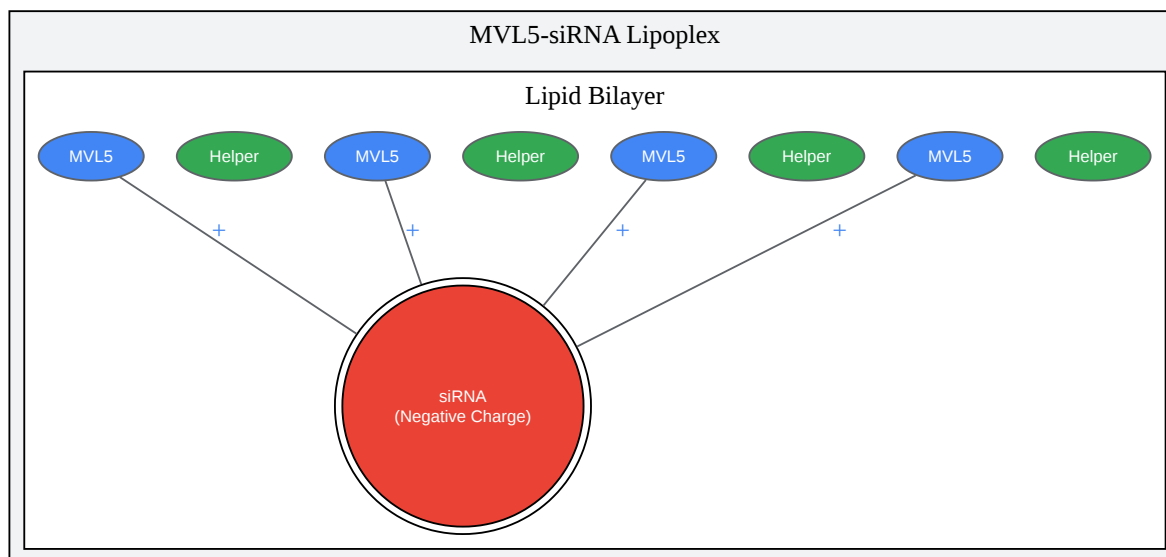 MVL5-siRNA Lipoplex
Lipid Bilayer
MVL5 Helper MVL5 Helper MVL5 Helper MVL5 Helper
+ + + +
siRNA
(Negative Charge)